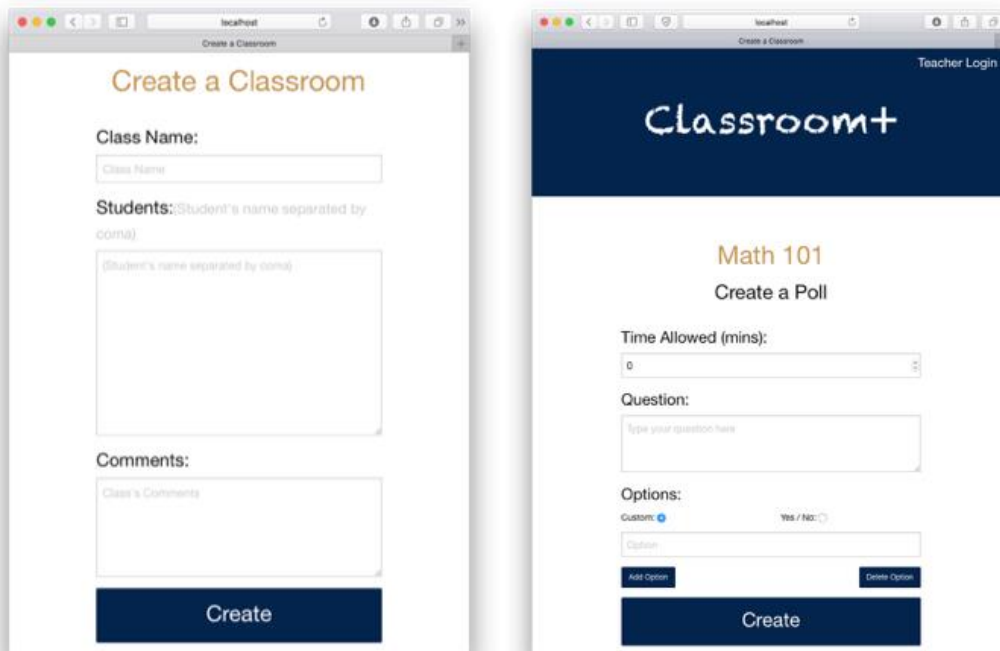 localhost
Create a Classroom
Create a Classroom
Class Name:
Class Name
Students:(Student's name separated by
coma)
(Student's name separated by coma)
Comments:
Class's Comments
Create
localhost
Create a Classroom
Teacher Login
Classroom+
Math 101
Create a Poll
Time Allowed (mins):
0
Question:
Type your question here
Options:
Custom: Yes / No:
Option
Add Option Delete Option
Create